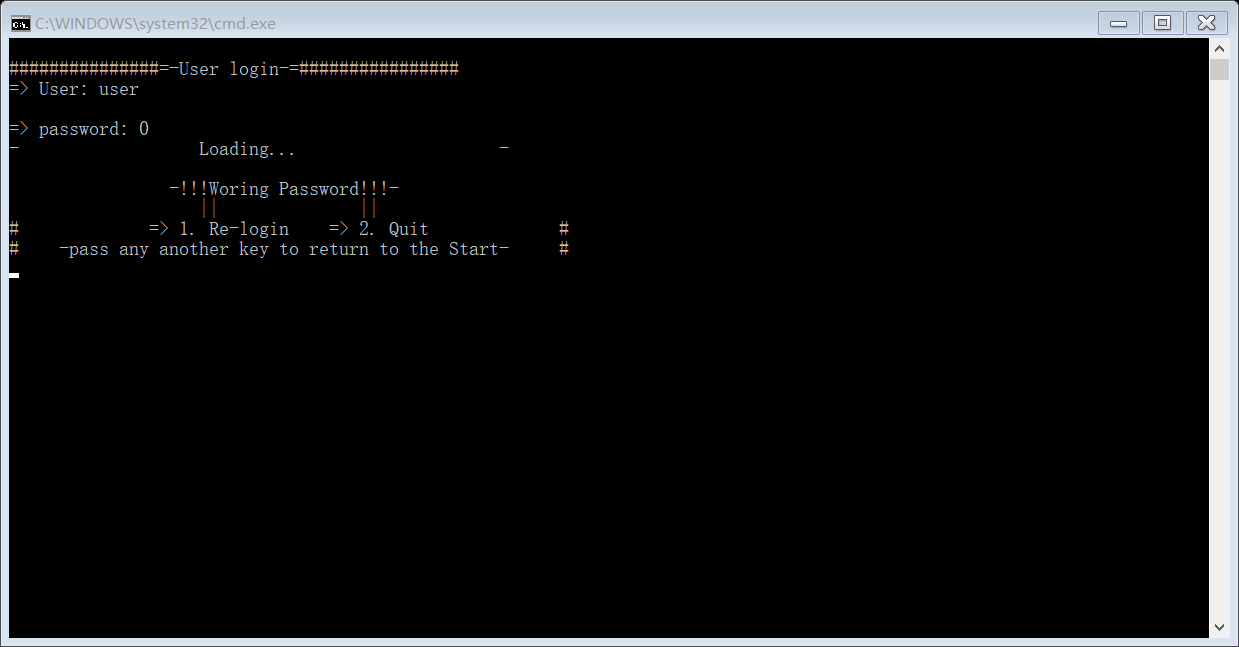 C:\WINDOWS\system32\cmd.exe
###############=-User login-=################
=> User: user
=> password: 0
- Loading... -
-!!!Woring Password!!!-
|| ||
# => 1. Re-login => 2. Quit #
# -pass any another key to return to the Start- #